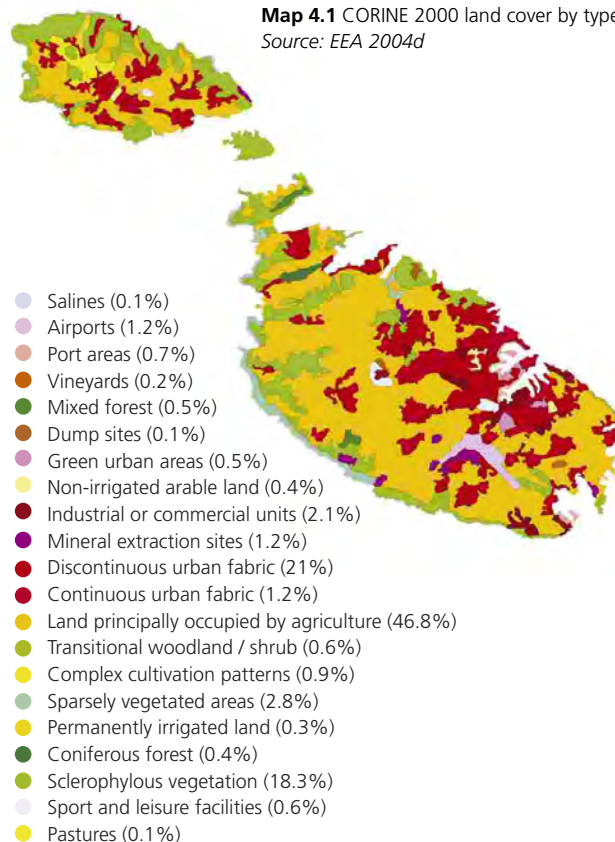 Map 4.1 CORINE 2000 land cover by type
Source: EEA 2004d
Salines (0.1%)
Airports (1.2%)
Port areas (0.7%)
Vineyards (0.2%)
Mixed forest (0.5%)
Dump sites (0.1%)
Green urban areas (0.5%)
Non-irrigated arable land (0.4%)
Industrial or commercial units (2.1%)
Mineral extraction sites (1.2%)
Discontinuous urban fabric (21%)
Continuous urban fabric (1.2%)
Land principally occupied by agriculture (46.8%)
Transitional woodland / shrub (0.6%)
Complex cultivation patterns (0.9%)
Sparsely vegetated areas (2.8%)
Permanently irrigated land (0.3%)
Coniferous forest (0.4%)
Sclerophylous vegetation (18.3%)
Sport and leisure facilities (0.6%)
Pastures (0.1%)